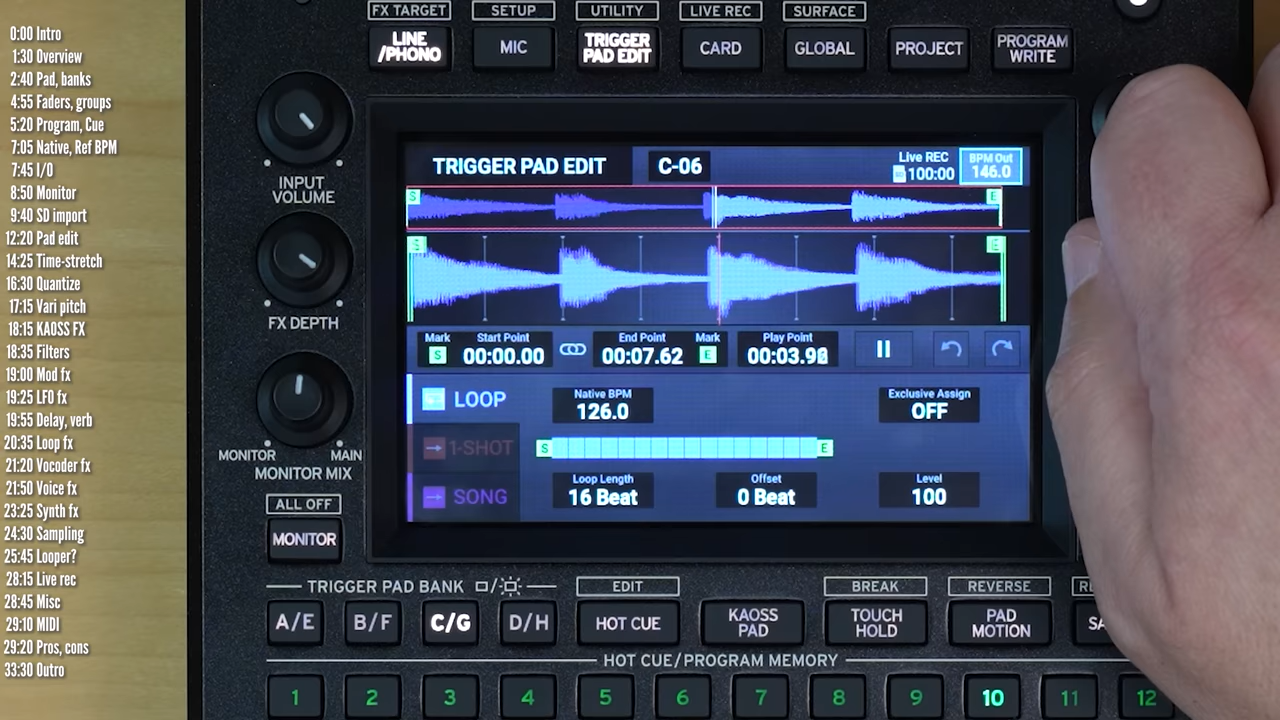 0:00 Intro
1:30 Overview
2:40 Pad, banks
4:55 Faders, groups
5:20 Program, Cue
7:05 Native, Ref BPM
7:45 I/O
8:50 Monitor
9:40 SD import
12:20 Pad edit
14:25 Time-stretch
16:30 Quantize
17:15 Vari pitch
18:15 KAOSS FX
18:35 Filters
19:00 Mod fx
19:25 LFO fx
19:55 Delay, verb
20:35 Loop fx
21:20 Vocoder fx
21:50 Voice fx
23:25 Synth fx
24:30 Sampling
25:45 Looper?
28:15 Live rec
28:45 Misc
29:10 MIDI
29:20 Pros, cons
33:30 Outro
FX TARGET SETUP UTILITY LIVE REC SURFACE
LINE /PHONO MIC TRIGGER PAD EDIT CARD GLOBAL PROJECT PROGRAM WRITE
INPUT VOLUME
FX DEPTH
MONITOR MAIN
MONITOR MIX
ALL OFF
MONITOR
TRIGGER PAD EDIT C-06 Live REC 100:00 BPM Out 146.0
S E
S E
Mark Start Point End Point Mark Play Point
S 00:00.00 00:07.62 E 00:03.9
LOOP Native BPM 126.0 Exclusive Assign OFF
1-SHOT S E
SONG Loop Length 16 Beat Offset 0 Beat Level 100
TRIGGER PAD BANK EDIT BREAK REVERSE
A/E B/F C/G D/H HOT CUE KAOSS PAD TOUCH HOLD PAD MOTION
HOT CUE/PROGRAM MEMORY
1 2 3 4 5 6 7 8 9 10 11 12